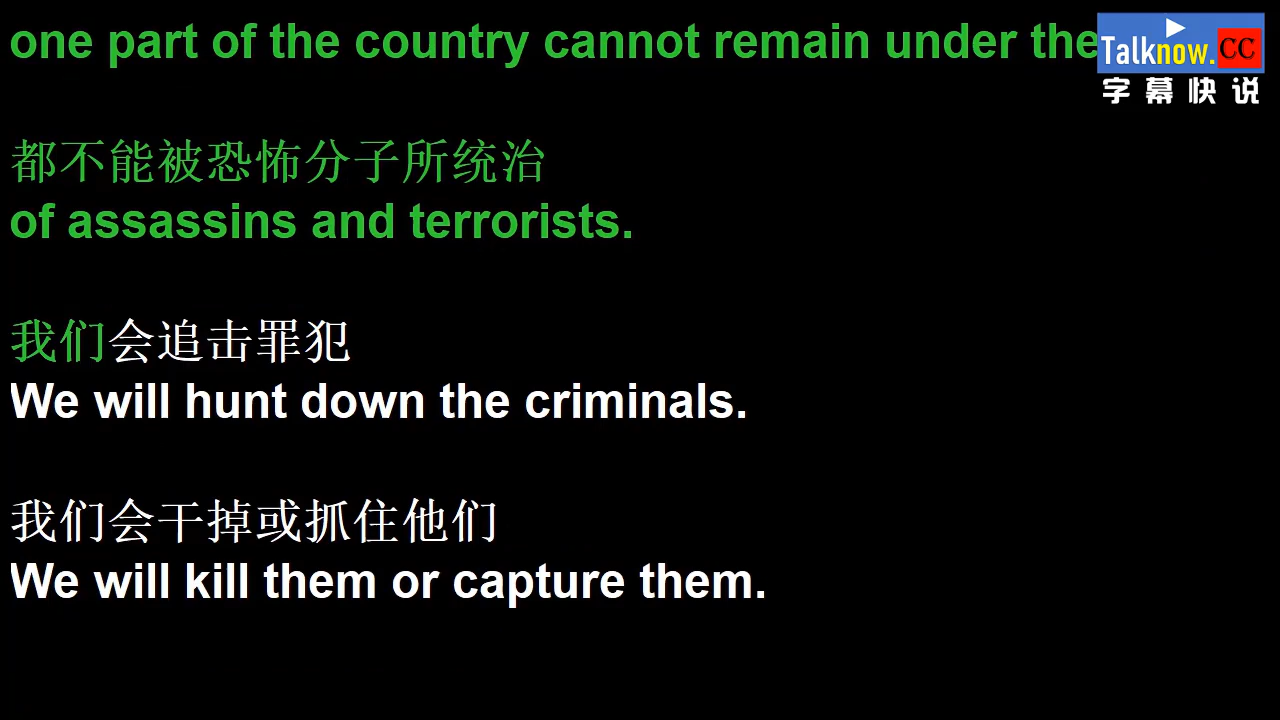 one part of the country cannot remain under the
Talknow.CC
字幕快说
都不能被恐怖分子所统治
of assassins and terrorists.
我们会追击罪犯
We will hunt down the criminals.
我们会干掉或抓住他们
We will kill them or capture them.